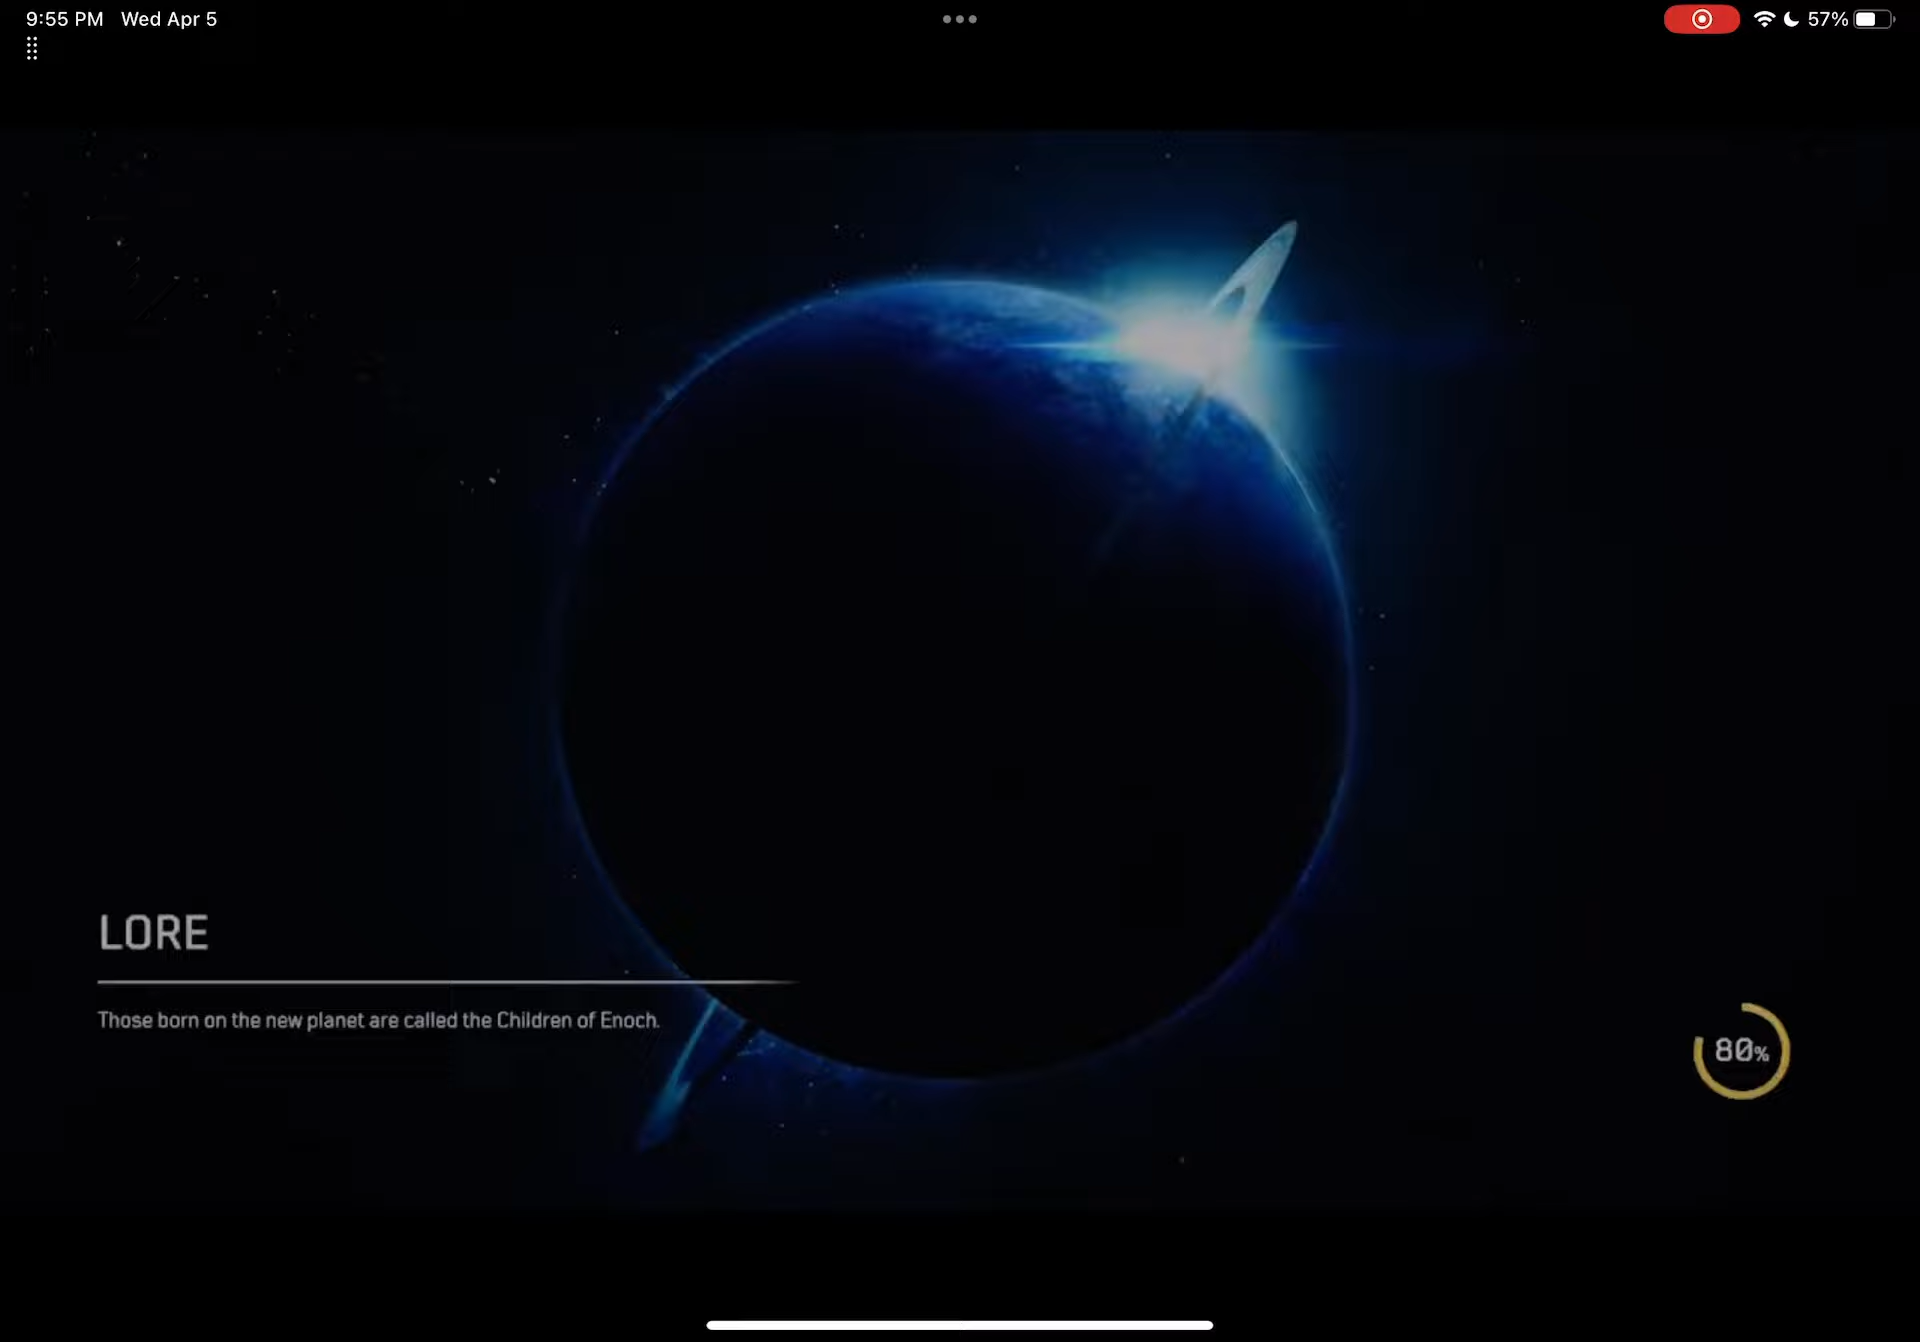 9:55 PM Wed Apr 5
57%
LORE
Those born on the new planet are called the Children of Enoch.
80%